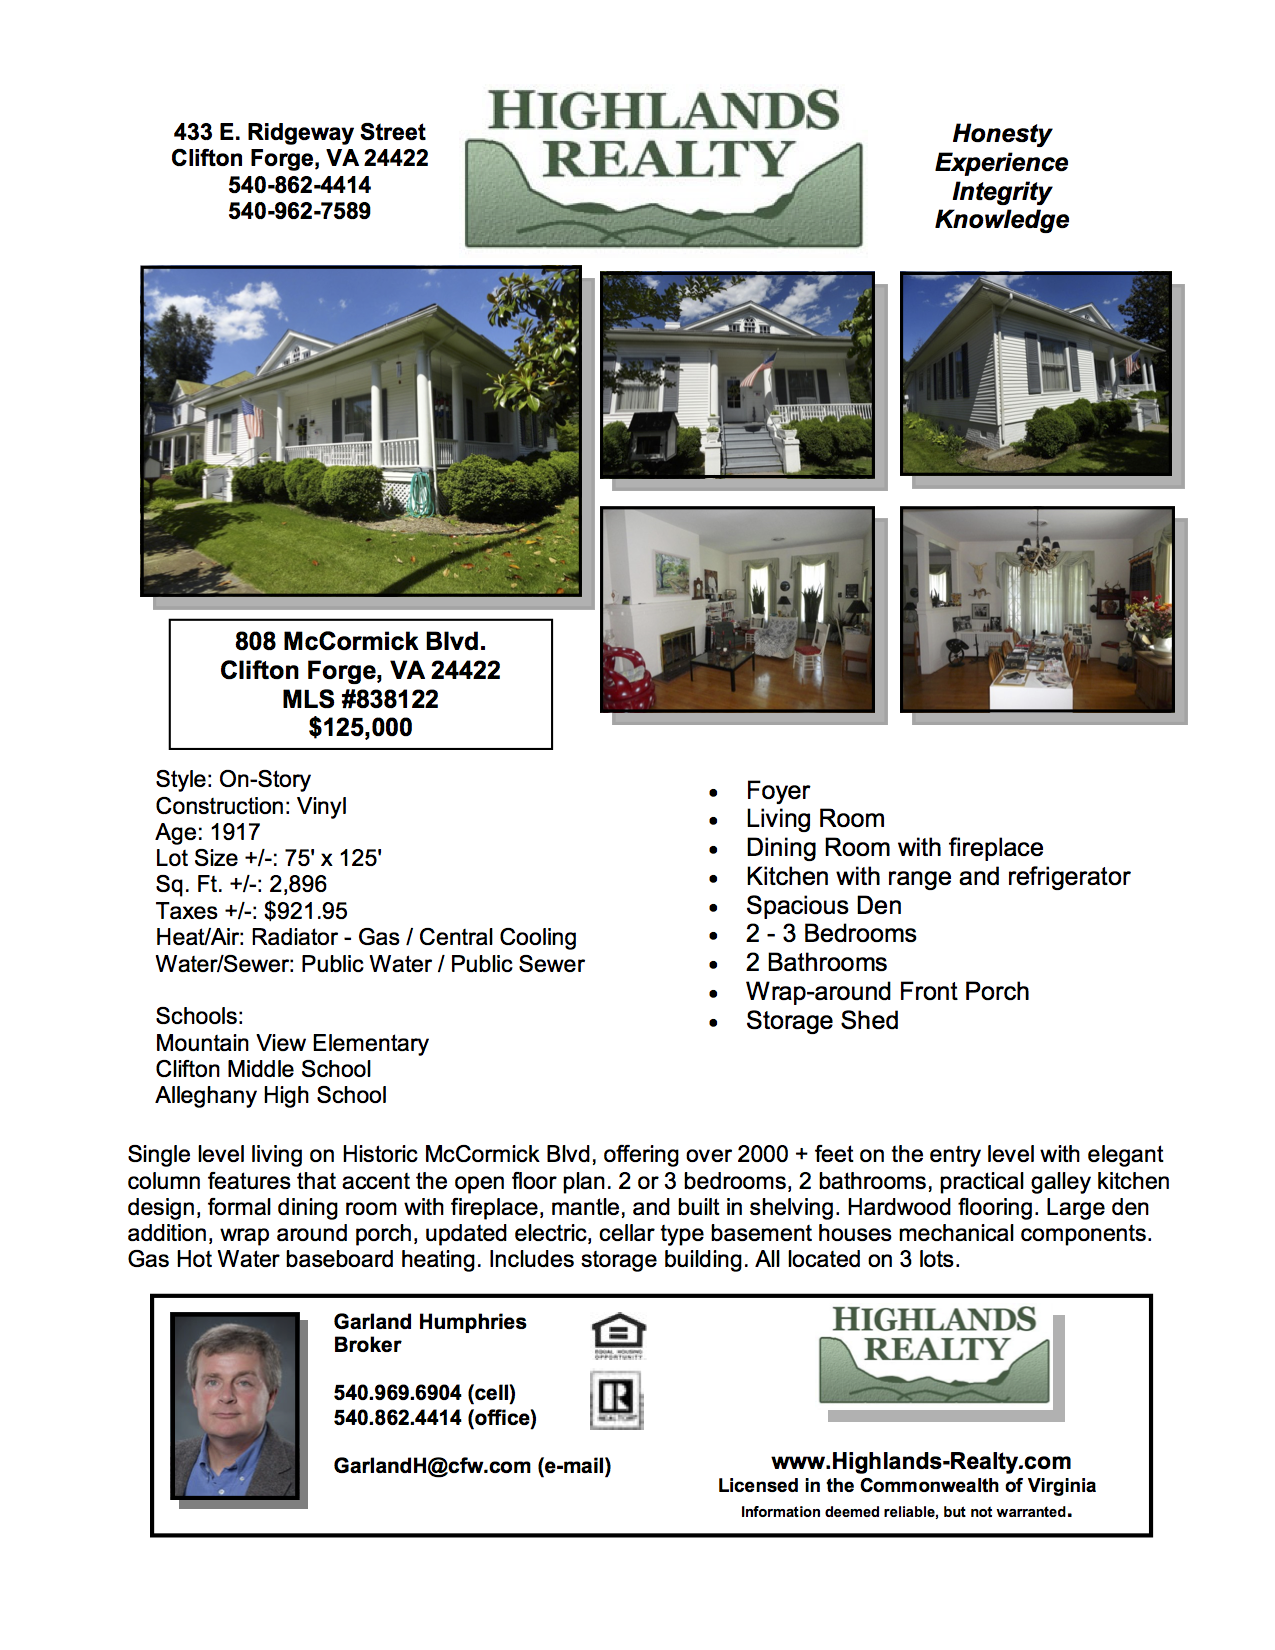 433 E. Ridgeway Street
Clifton Forge, VA 24422
540-862-4414
540-962-7589
HIGHLANDS
REALTY
Honesty
Experience
Integrity
Knowledge
808 McCormick Blvd.
Clifton Forge, VA 24422
MLS #838122
$125,000
Style: On-Story
Construction: Vinyl
Age: 1917
Lot Size +/-: 75' x 125'
Sq. Ft. +/-: 2,896
Taxes +/-: $921.95
Heat/Air: Radiator - Gas / Central Cooling
Water/Sewer: Public Water / Public Sewer
Schools:
Mountain View Elementary
Clifton Middle School
Alleghany High School
• Foyer
• Living Room
• Dining Room with fireplace
• Kitchen with range and refrigerator
• Spacious Den
• 2 - 3 Bedrooms
• 2 Bathrooms
• Wrap-around Front Porch
• Storage Shed
Single level living on Historic McCormick Blvd, offering over 2000 + feet on the entry level with elegant
column features that accent the open floor plan. 2 or 3 bedrooms, 2 bathrooms, practical galley kitchen
design, formal dining room with fireplace, mantle, and built in shelving. Hardwood flooring. Large den
addition, wrap around porch, updated electric, cellar type basement houses mechanical components.
Gas Hot Water baseboard heating. Includes storage building. All located on 3 lots.
Garland Humphries
Broker
540.969.6904 (cell)
540.862.4414 (office)
GarlandH@cfw.com (e-mail)
EQUAL HOUSING
OPPORTUNITY
R
REALTOR
HIGHLANDS
REALTY
www.Highlands-Realty.com
Licensed in the Commonwealth of Virginia
Information deemed reliable, but not warranted.